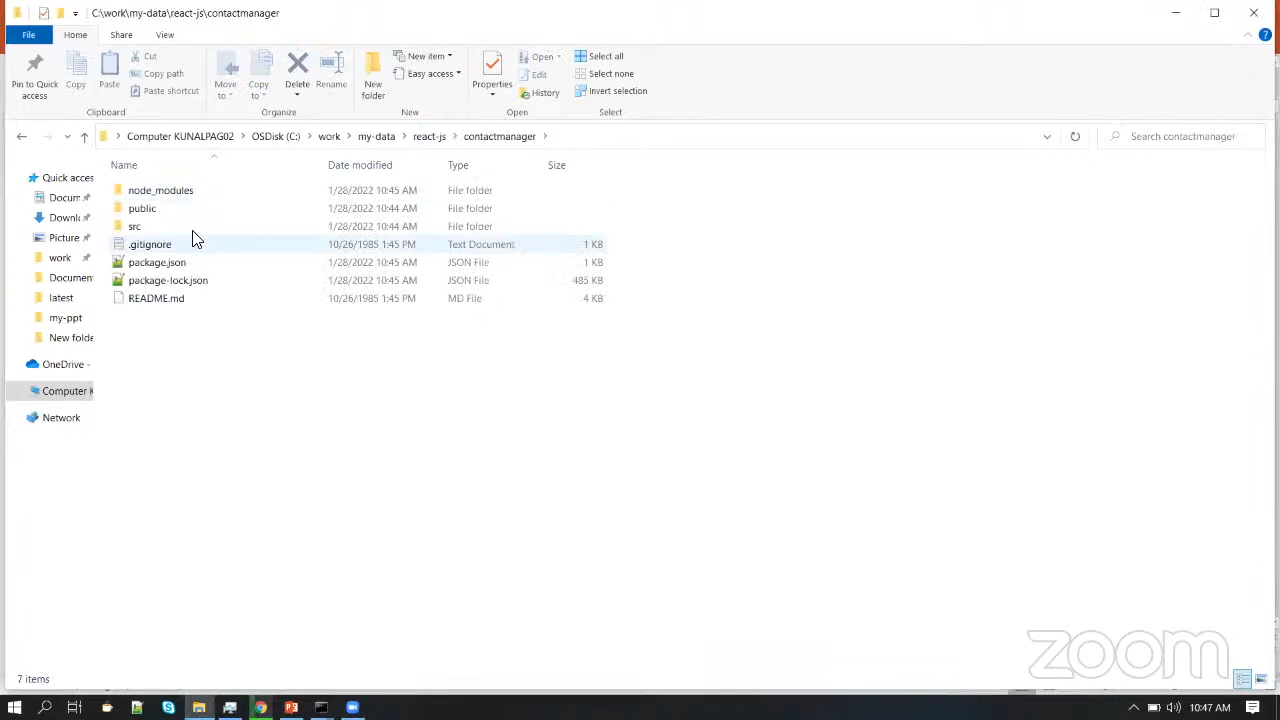 C:\work\my-data\react-js\contactmanager
File Home Share View
Pin to Quick access
Copy
Paste
Cut
Copy path
Paste shortcut
Clipboard
Move to
Copy to
Delete
Rename
Organize
New folder
New item
Easy access
New
Properties
Open
Edit
History
Open
Select all
Select none
Invert selection
Select
Computer KUNALPAG02 OSDisk (C:) work my-data react-js contactmanager
Search contactmanager
Name Date modified Type Size
node_modules 1/28/2022 10:45 AM File folder
public 1/28/2022 10:44 AM File folder
src 1/28/2022 10:44 AM File folder
.gitignore 10/26/1985 1:45 PM Text Document 1 KB
package.json 1/28/2022 10:45 AM JSON File 1 KB
package-lock.json 1/28/2022 10:45 AM JSON File 485 KB
README.md 10/26/1985 1:45 PM MD File 4 KB
Quick acces
Docum
Downl
Picture
work
Document
latest
my-ppt
New folde
OneDrive -
Computer K
Network
7 items
zoom
10:47 AM